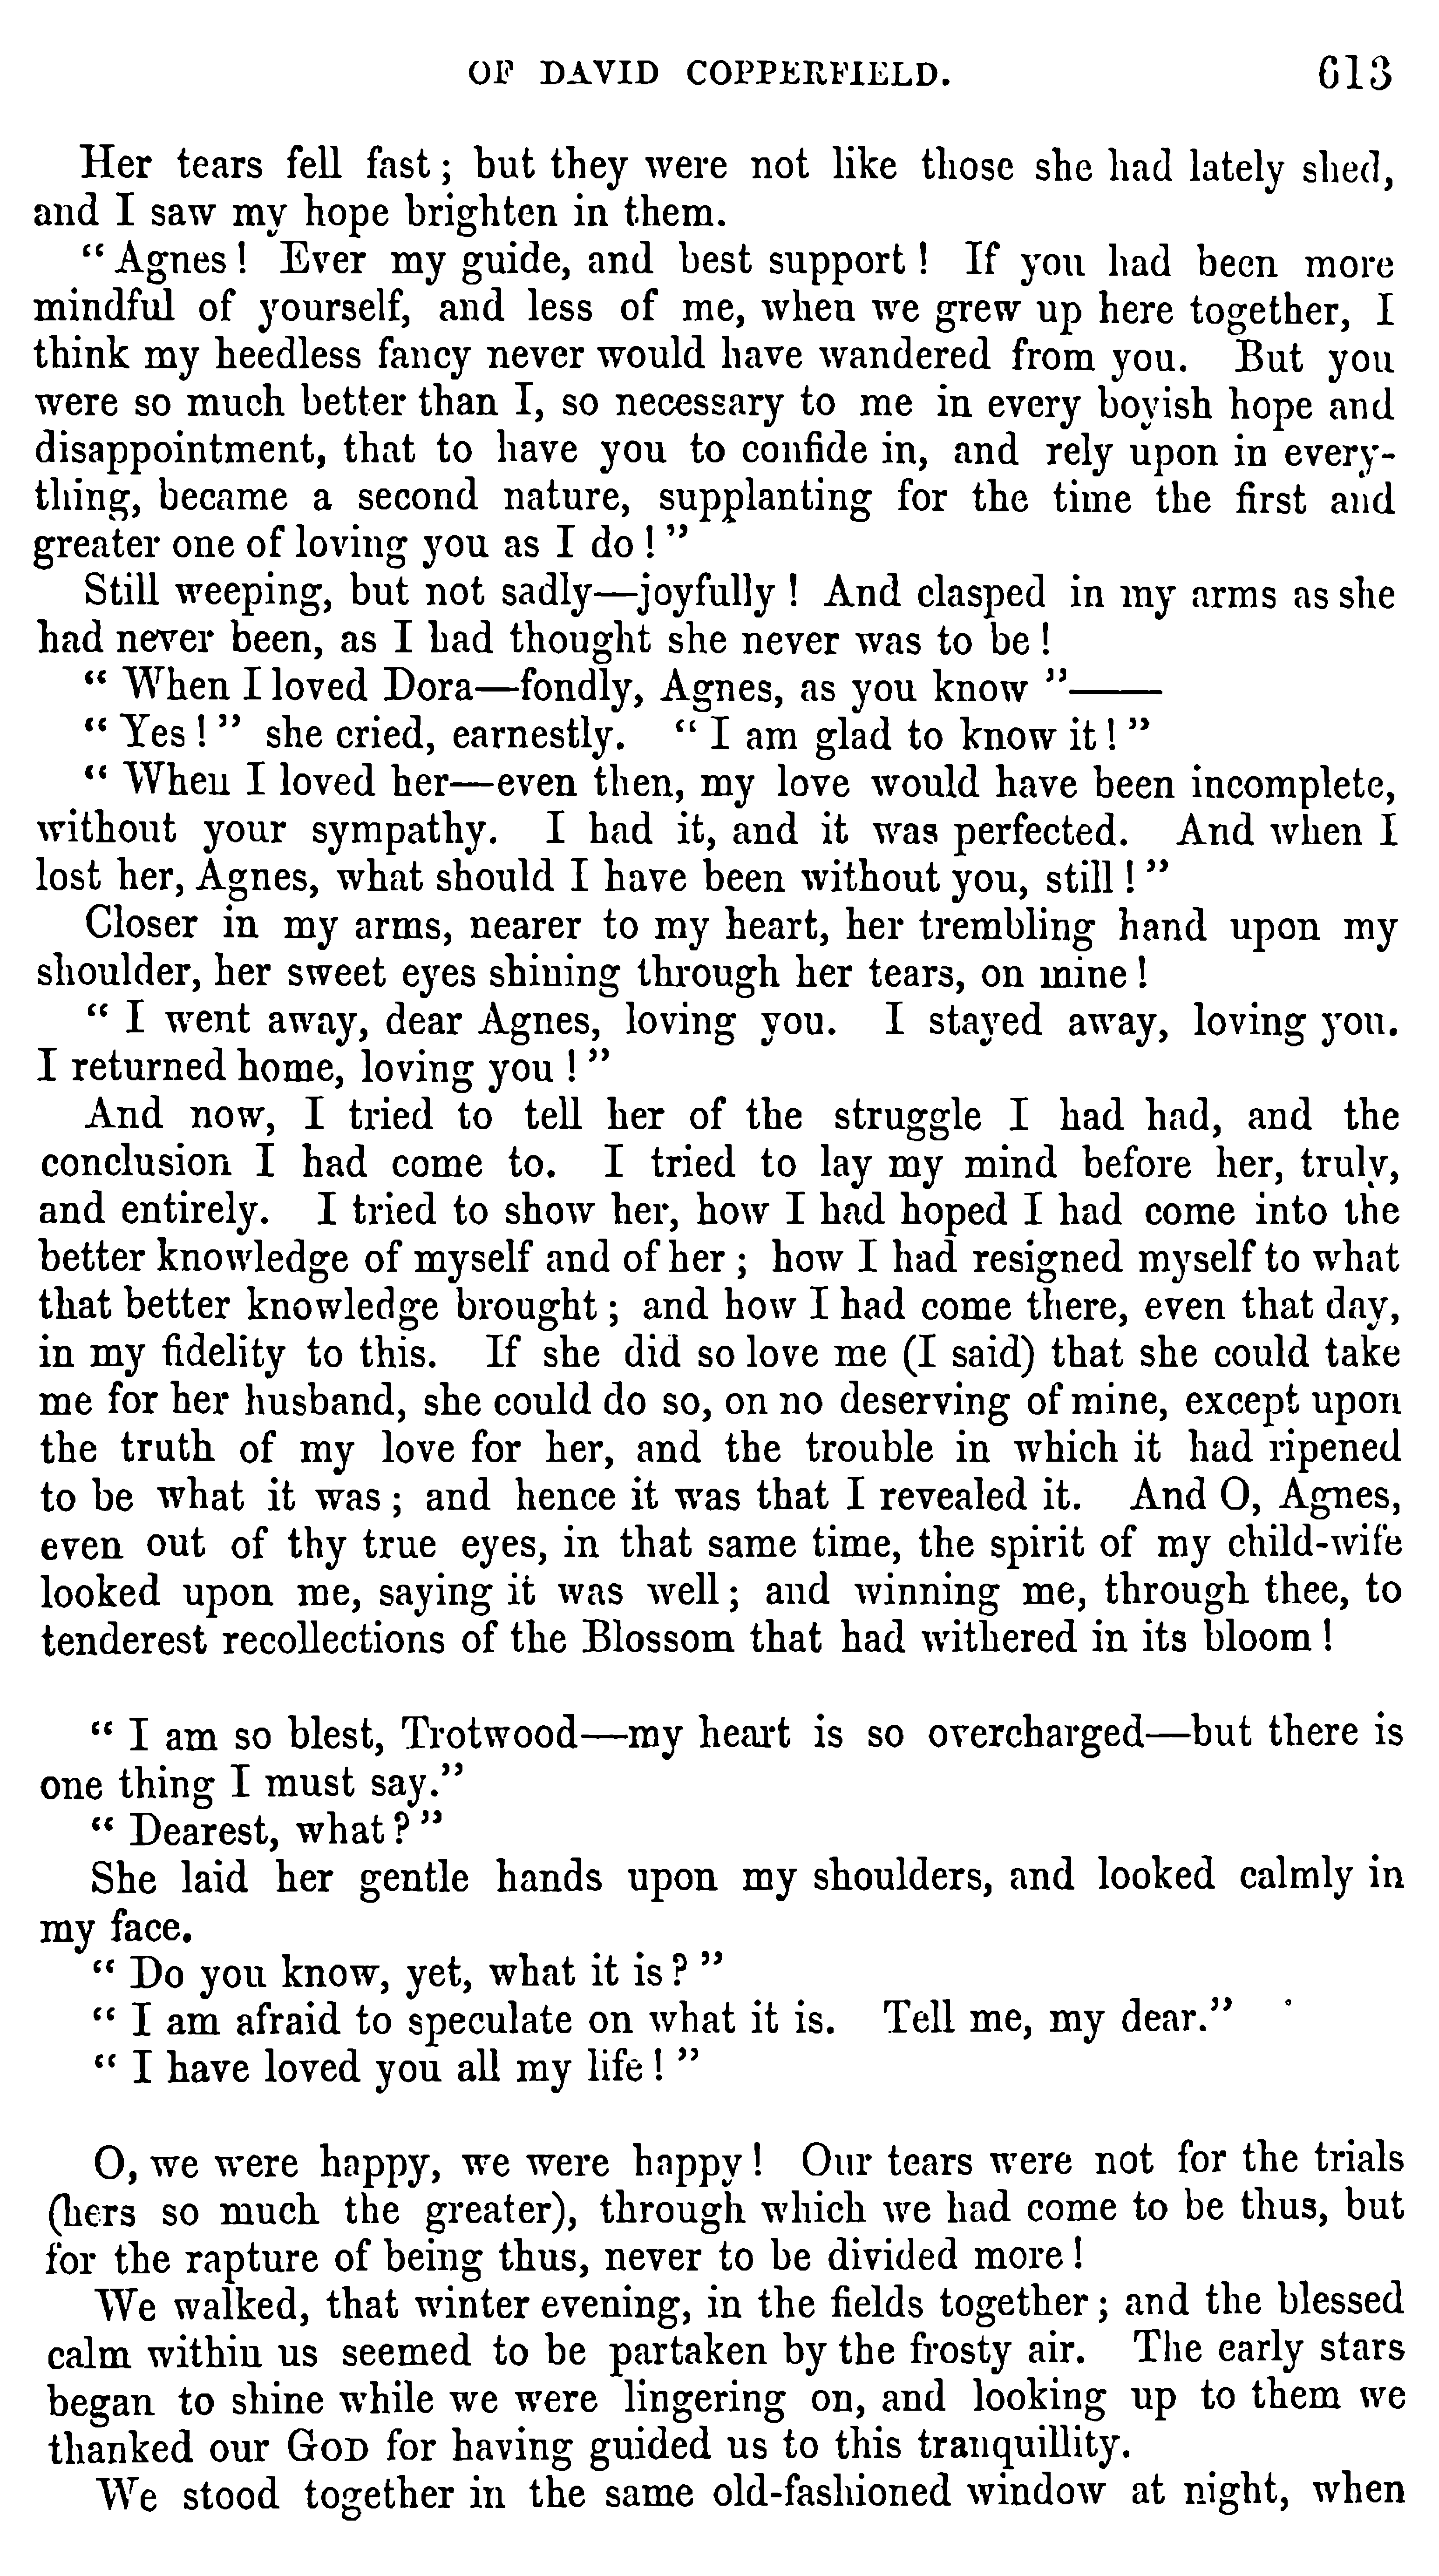 OF DAVID COPPERFIELD. 613
Her tears fell fast; but they were not like those she had lately shed,
and I saw my hope brighten in them.
“Agnes! Ever my guide, and best support! If you had been more
mindful of yourself, and less of me, when we grew up here together, I
think my heedless fancy never would have wandered from you. But you
were so much better than I, so necessary to me in every boyish hope and
disappointment, that to have you to confide in, and rely upon in every-
thing, became a second nature, supplanting for the time the first and
greater one of loving you as I do!”
Still weeping, but not sadly—joyfully! And clasped in my arms as she
had never been, as I had thought she never was to be!
“When I loved Dora—fondly, Agnes, as you know”——
“Yes!” she cried, earnestly. “I am glad to know it!”
“When I loved her—even then, my love would have been incomplete,
without your sympathy. I had it, and it was perfected. And when I
lost her, Agnes, what should I have been without you, still!”
Closer in my arms, nearer to my heart, her trembling hand upon my
shoulder, her sweet eyes shining through her tears, on mine!
“I went away, dear Agnes, loving you. I stayed away, loving you.
I returned home, loving you!”
And now, I tried to tell her of the struggle I had had, and the
conclusion I had come to. I tried to lay my mind before her, truly,
and entirely. I tried to show her, how I had hoped I had come into the
better knowledge of myself and of her; how I had resigned myself to what
that better knowledge brought; and how I had come there, even that day,
in my fidelity to this. If she did so love me (I said) that she could take
me for her husband, she could do so, on no deserving of mine, except upon
the truth of my love for her, and the trouble in which it had ripened
to be what it was; and hence it was that I revealed it. And O, Agnes,
even out of thy true eyes, in that same time, the spirit of my child-wife
looked upon me, saying it was well; and winning me, through thee, to
tenderest recollections of the Blossom that had withered in its bloom!
“I am so blest, Trotwood—my heart is so overcharged—but there is
one thing I must say.”
“Dearest, what?”
She laid her gentle hands upon my shoulders, and looked calmly in
my face.
“Do you know, yet, what it is?”
“I am afraid to speculate on what it is. Tell me, my dear.”
“I have loved you all my life!”
O, we were happy, we were happy! Our tears were not for the trials
(hers so much the greater), through which we had come to be thus, but
for the rapture of being thus, never to be divided more!
We walked, that winter evening, in the fields together; and the blessed
calm within us seemed to be partaken by the frosty air. The early stars
began to shine while we were lingering on, and looking up to them we
thanked our GOD for having guided us to this tranquillity.
We stood together in the same old-fashioned window at night, when